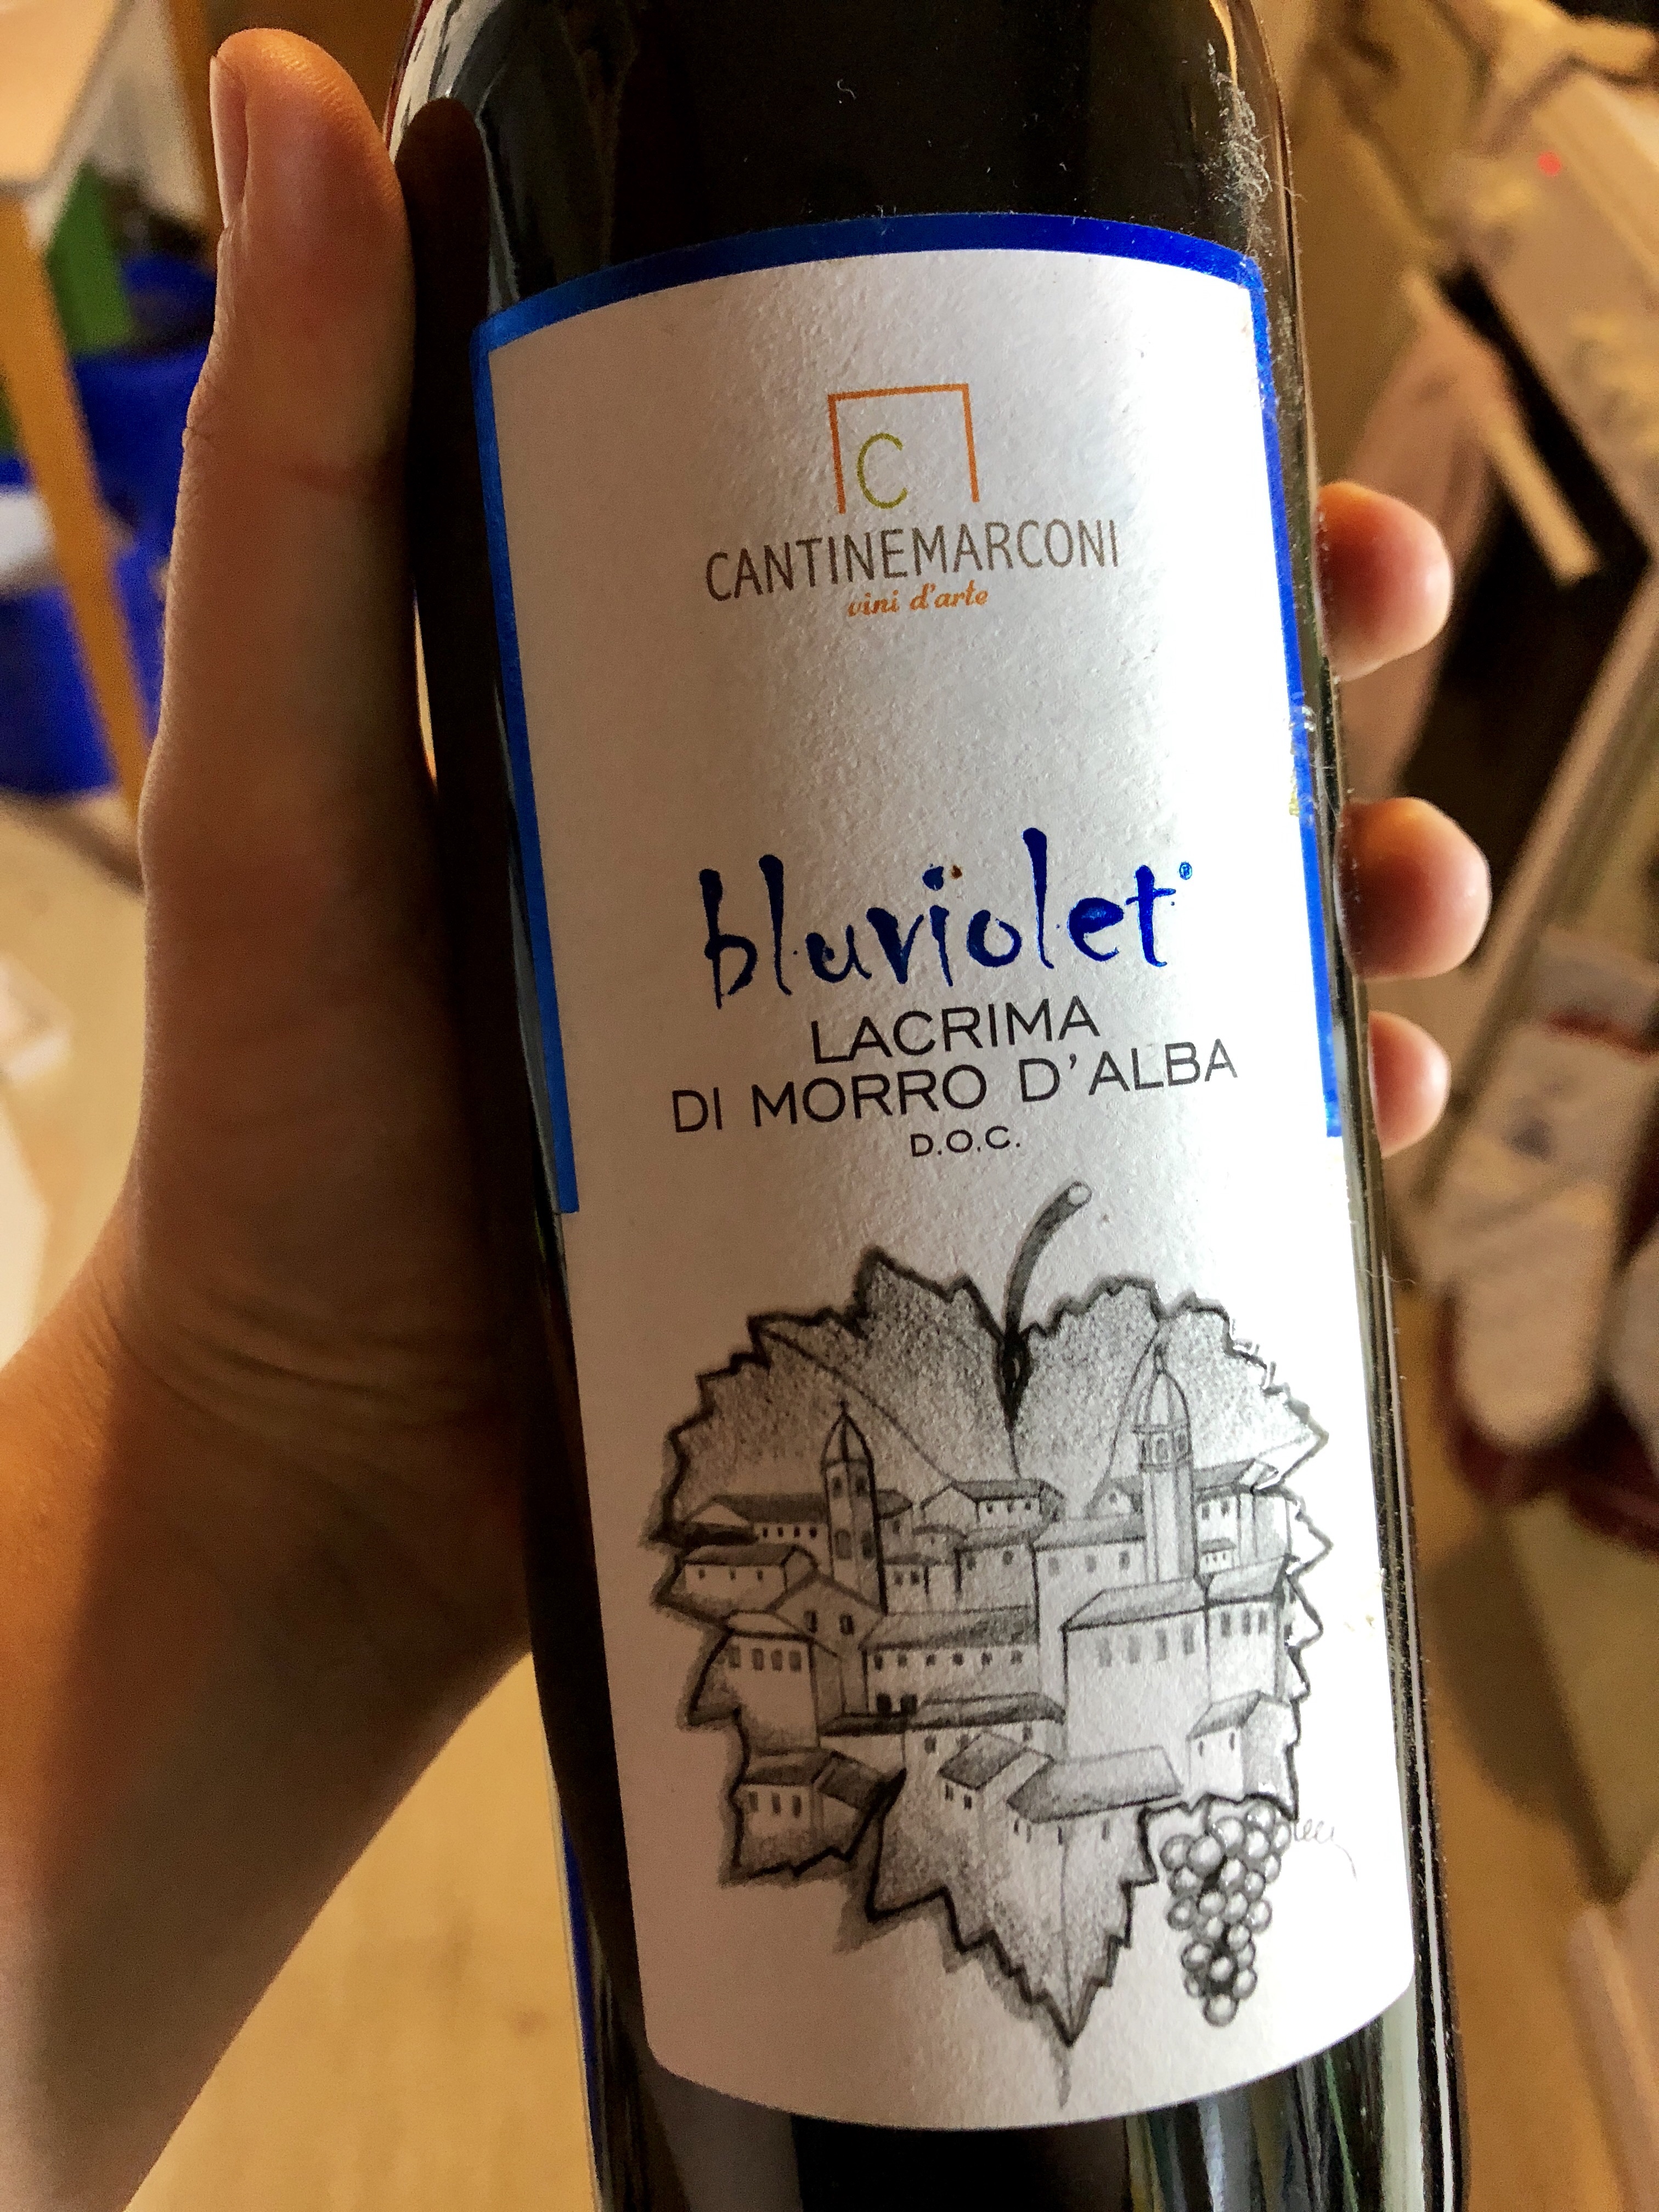 C
CANTINEMARCONI
vini d'arte
bluviolet®
LACRIMA
DI MORRO D'ALBA
D.O.C.